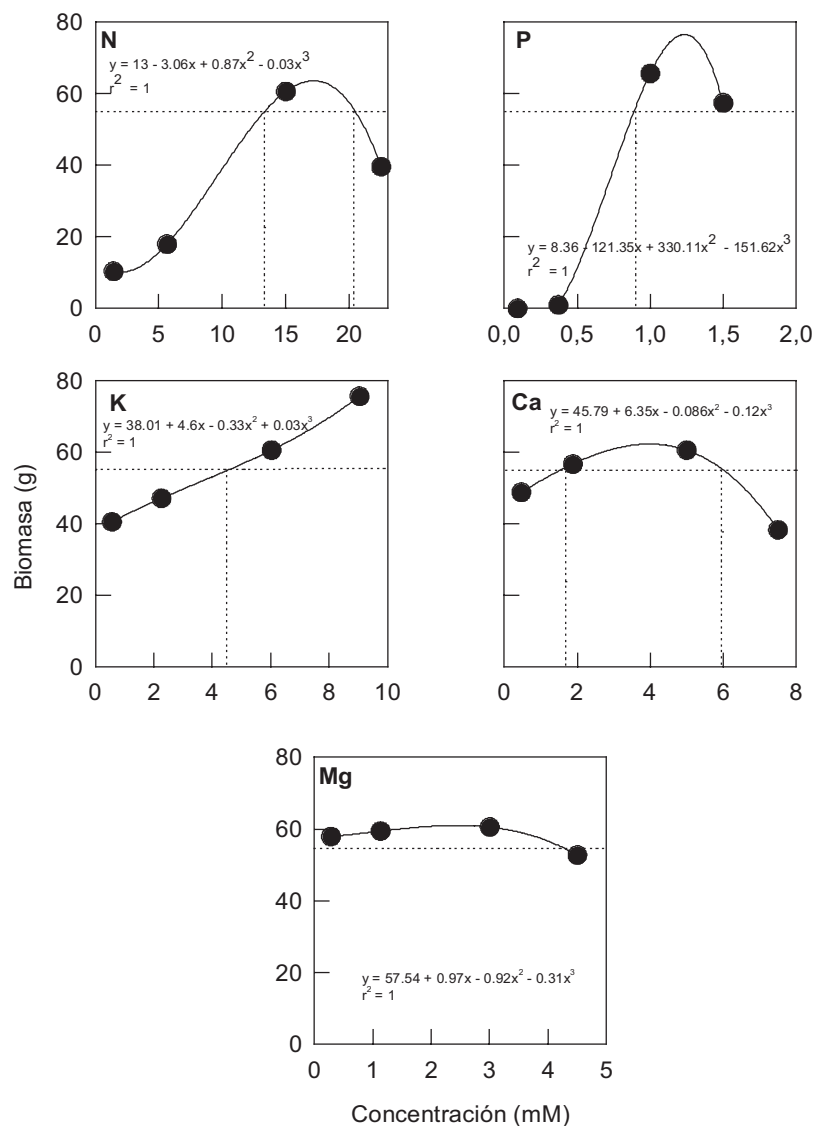 N
y = 13 - 3.06x + 0.87x² - 0.03x³
r² = 1
80
60
40
20
0
0 5 10 15 20
P
y = 8.36 - 121.35x + 330.11x² - 151.62x³
r² = 1
0,0 0,5 1,0 1,5 2,0
K
y = 38.01 + 4.6x - 0.33x² + 0.03x³
r² = 1
80
60
40
20
0
0 2 4 6 8 10
Ca
y = 45.79 + 6.35x - 0.086x² - 0.12x³
r² = 1
0 2 4 6 8
Biomasa (g)
Mg
y = 57.54 + 0.97x - 0.92x² - 0.31x³
r² = 1
80
60
40
20
0
0 1 2 3 4 5
Concentración (mM)